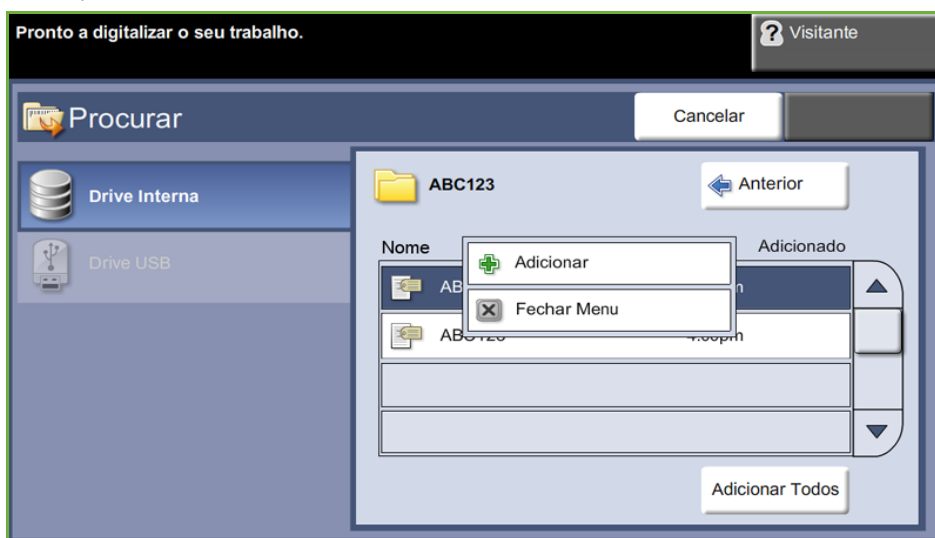 Pronto a digitalizar o seu trabalho.
? Visitante
Procurar
Cancelar
Drive Interna
Drive USB
ABC123
Anterior
Nome
Adicionado
Adicionar
Fechar Menu
Adicionar Todos